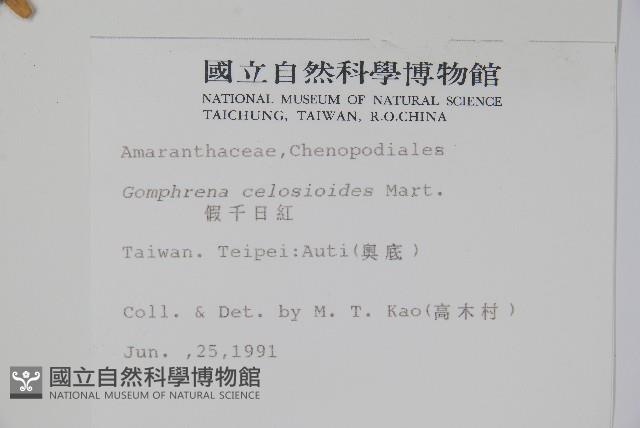 國立自然科學博物館
NATIONAL MUSEUM OF NATURAL SCIENCE
TAICHUNG, TAIWAN, R.O.CHINA
Amaranthaceae,Chenopodiales
Gomphrena celosioides Mart.
假千日紅
Taiwan. Teipei:Auti(奧底)
Coll. & Det. by M. T. Kao(高木村)
Jun. ,25,1991
國立自然科學博物館
NATIONAL MUSEUM OF NATURAL SCIENCE